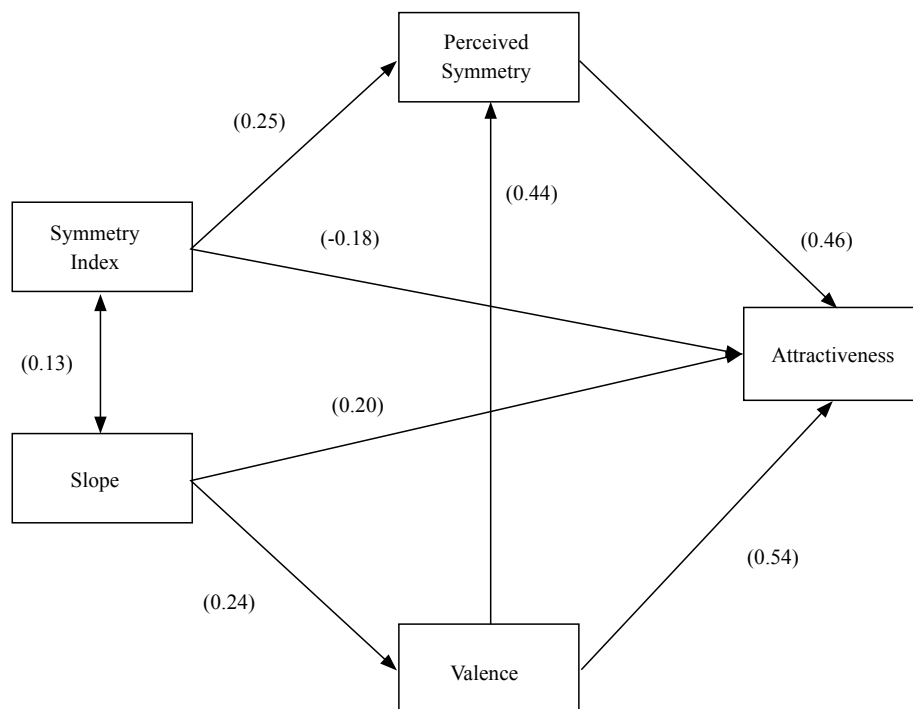 Perceived
Symmetry
(0.25)
(0.44)
Symmetry
Index
(-0.18)
(0.46)
(0.13)
Attractiveness
(0.20)
Slope
(0.54)
(0.24)
Valence